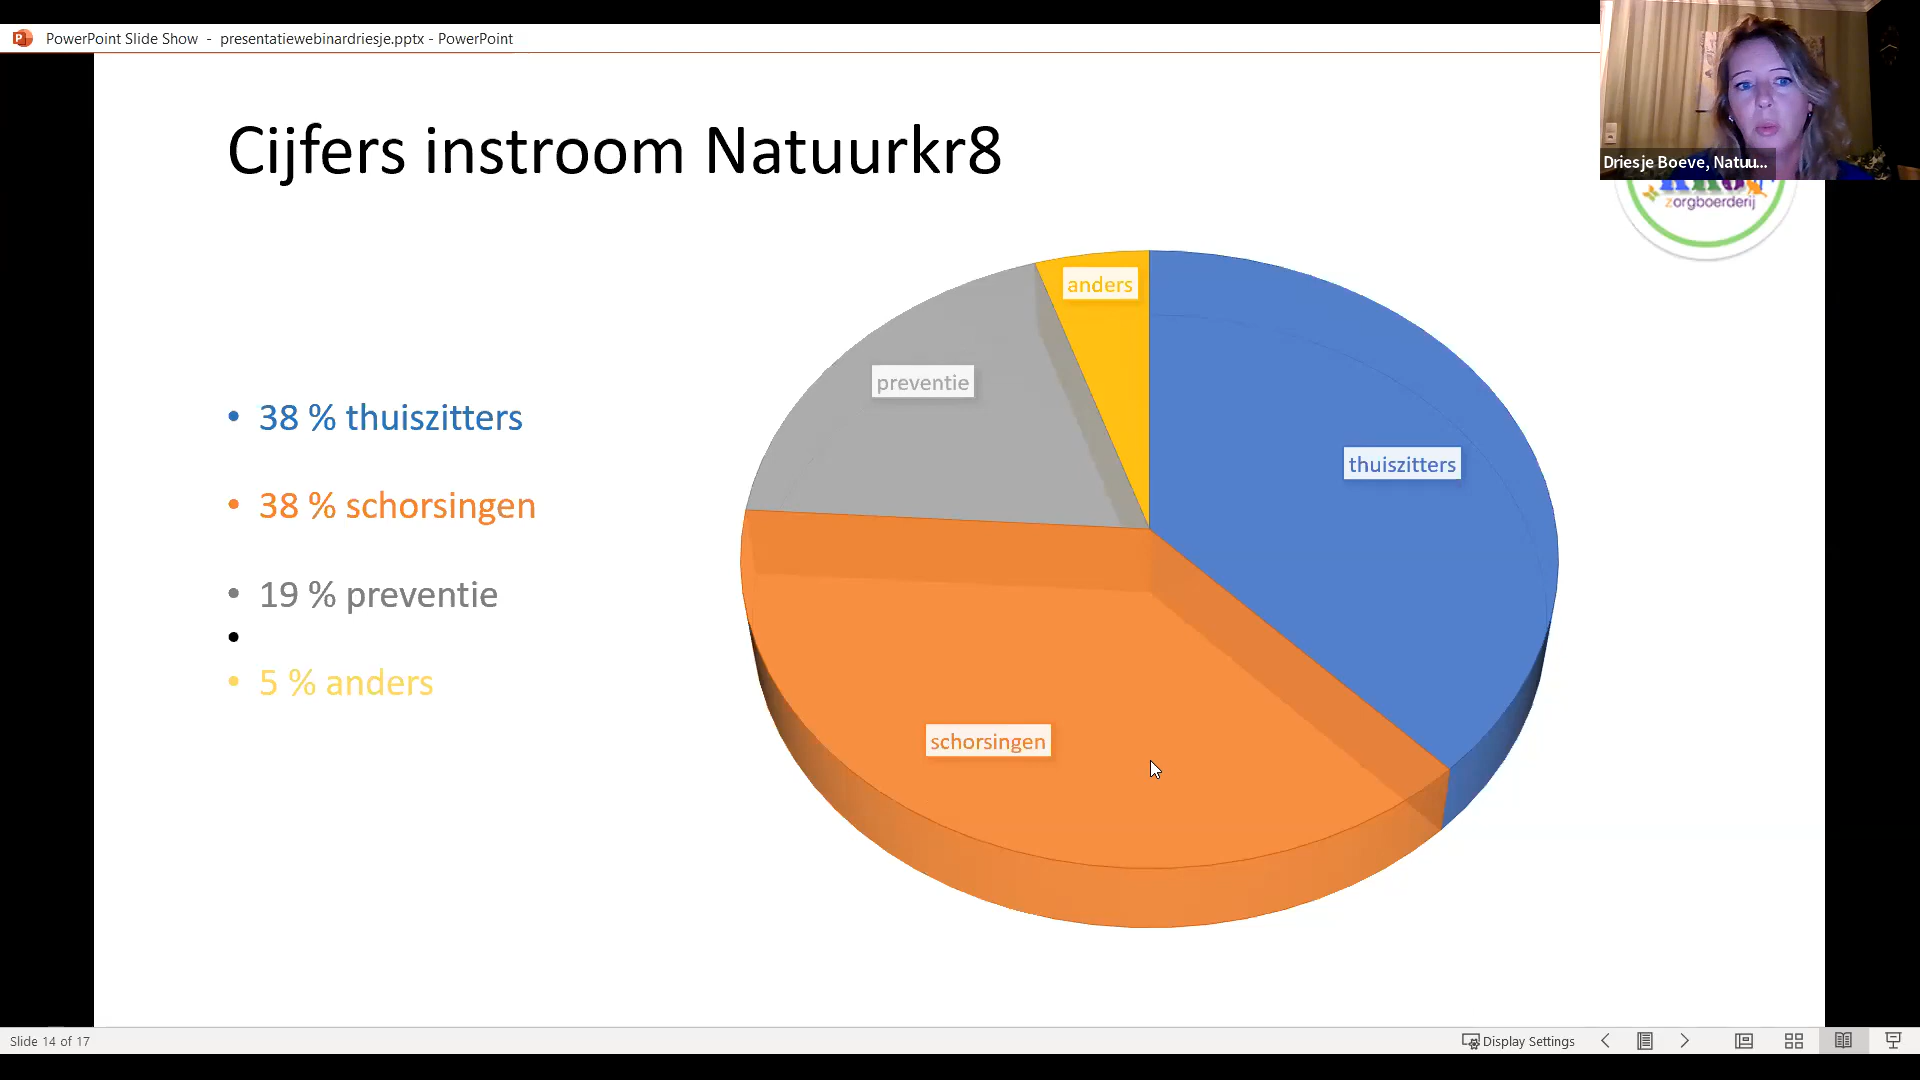 PowerPoint Slide Show - presentatiewebinardriesje.pptx - PowerPoint
Driesje Boeve, Natuu...
zorgboerderij
Cijfers instroom Natuurkr8
• 38 % thuiszitters
• 38 % schorsingen
• 19 % preventie
•
• 5 % anders
anders
preventie
thuiszitters
schorsingen
Slide 14 of 17
Display Settings